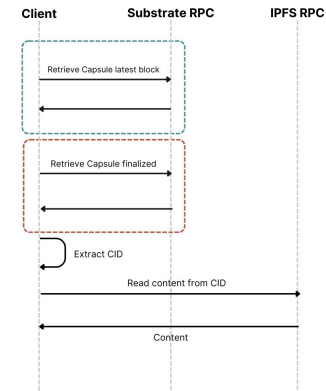 Client Substrate RPC IPFS RPC
Retrieve Capsule latest block
Retrieve Capsule finalized
Extract CID
Read content from CID
Content